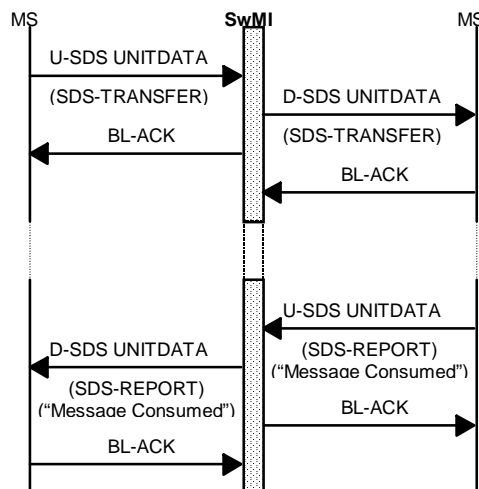 MS SwMI MS
U-SDS UNITDATA
(SDS-TRANSFER)
D-SDS UNITDATA
(SDS-TRANSFER)
BL-ACK
BL-ACK
U-SDS UNITDATA
(SDS-REPORT)
("Message Consumed")
D-SDS UNITDATA
(SDS-REPORT)
("Message Consumed")
BL-ACK
BL-ACK